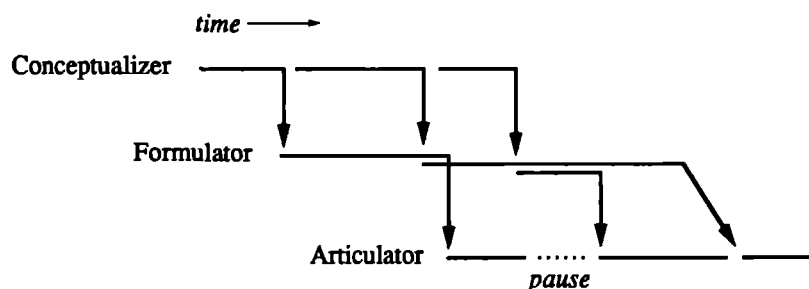 time
Conceptualizer
Formulator
Articulator
pause